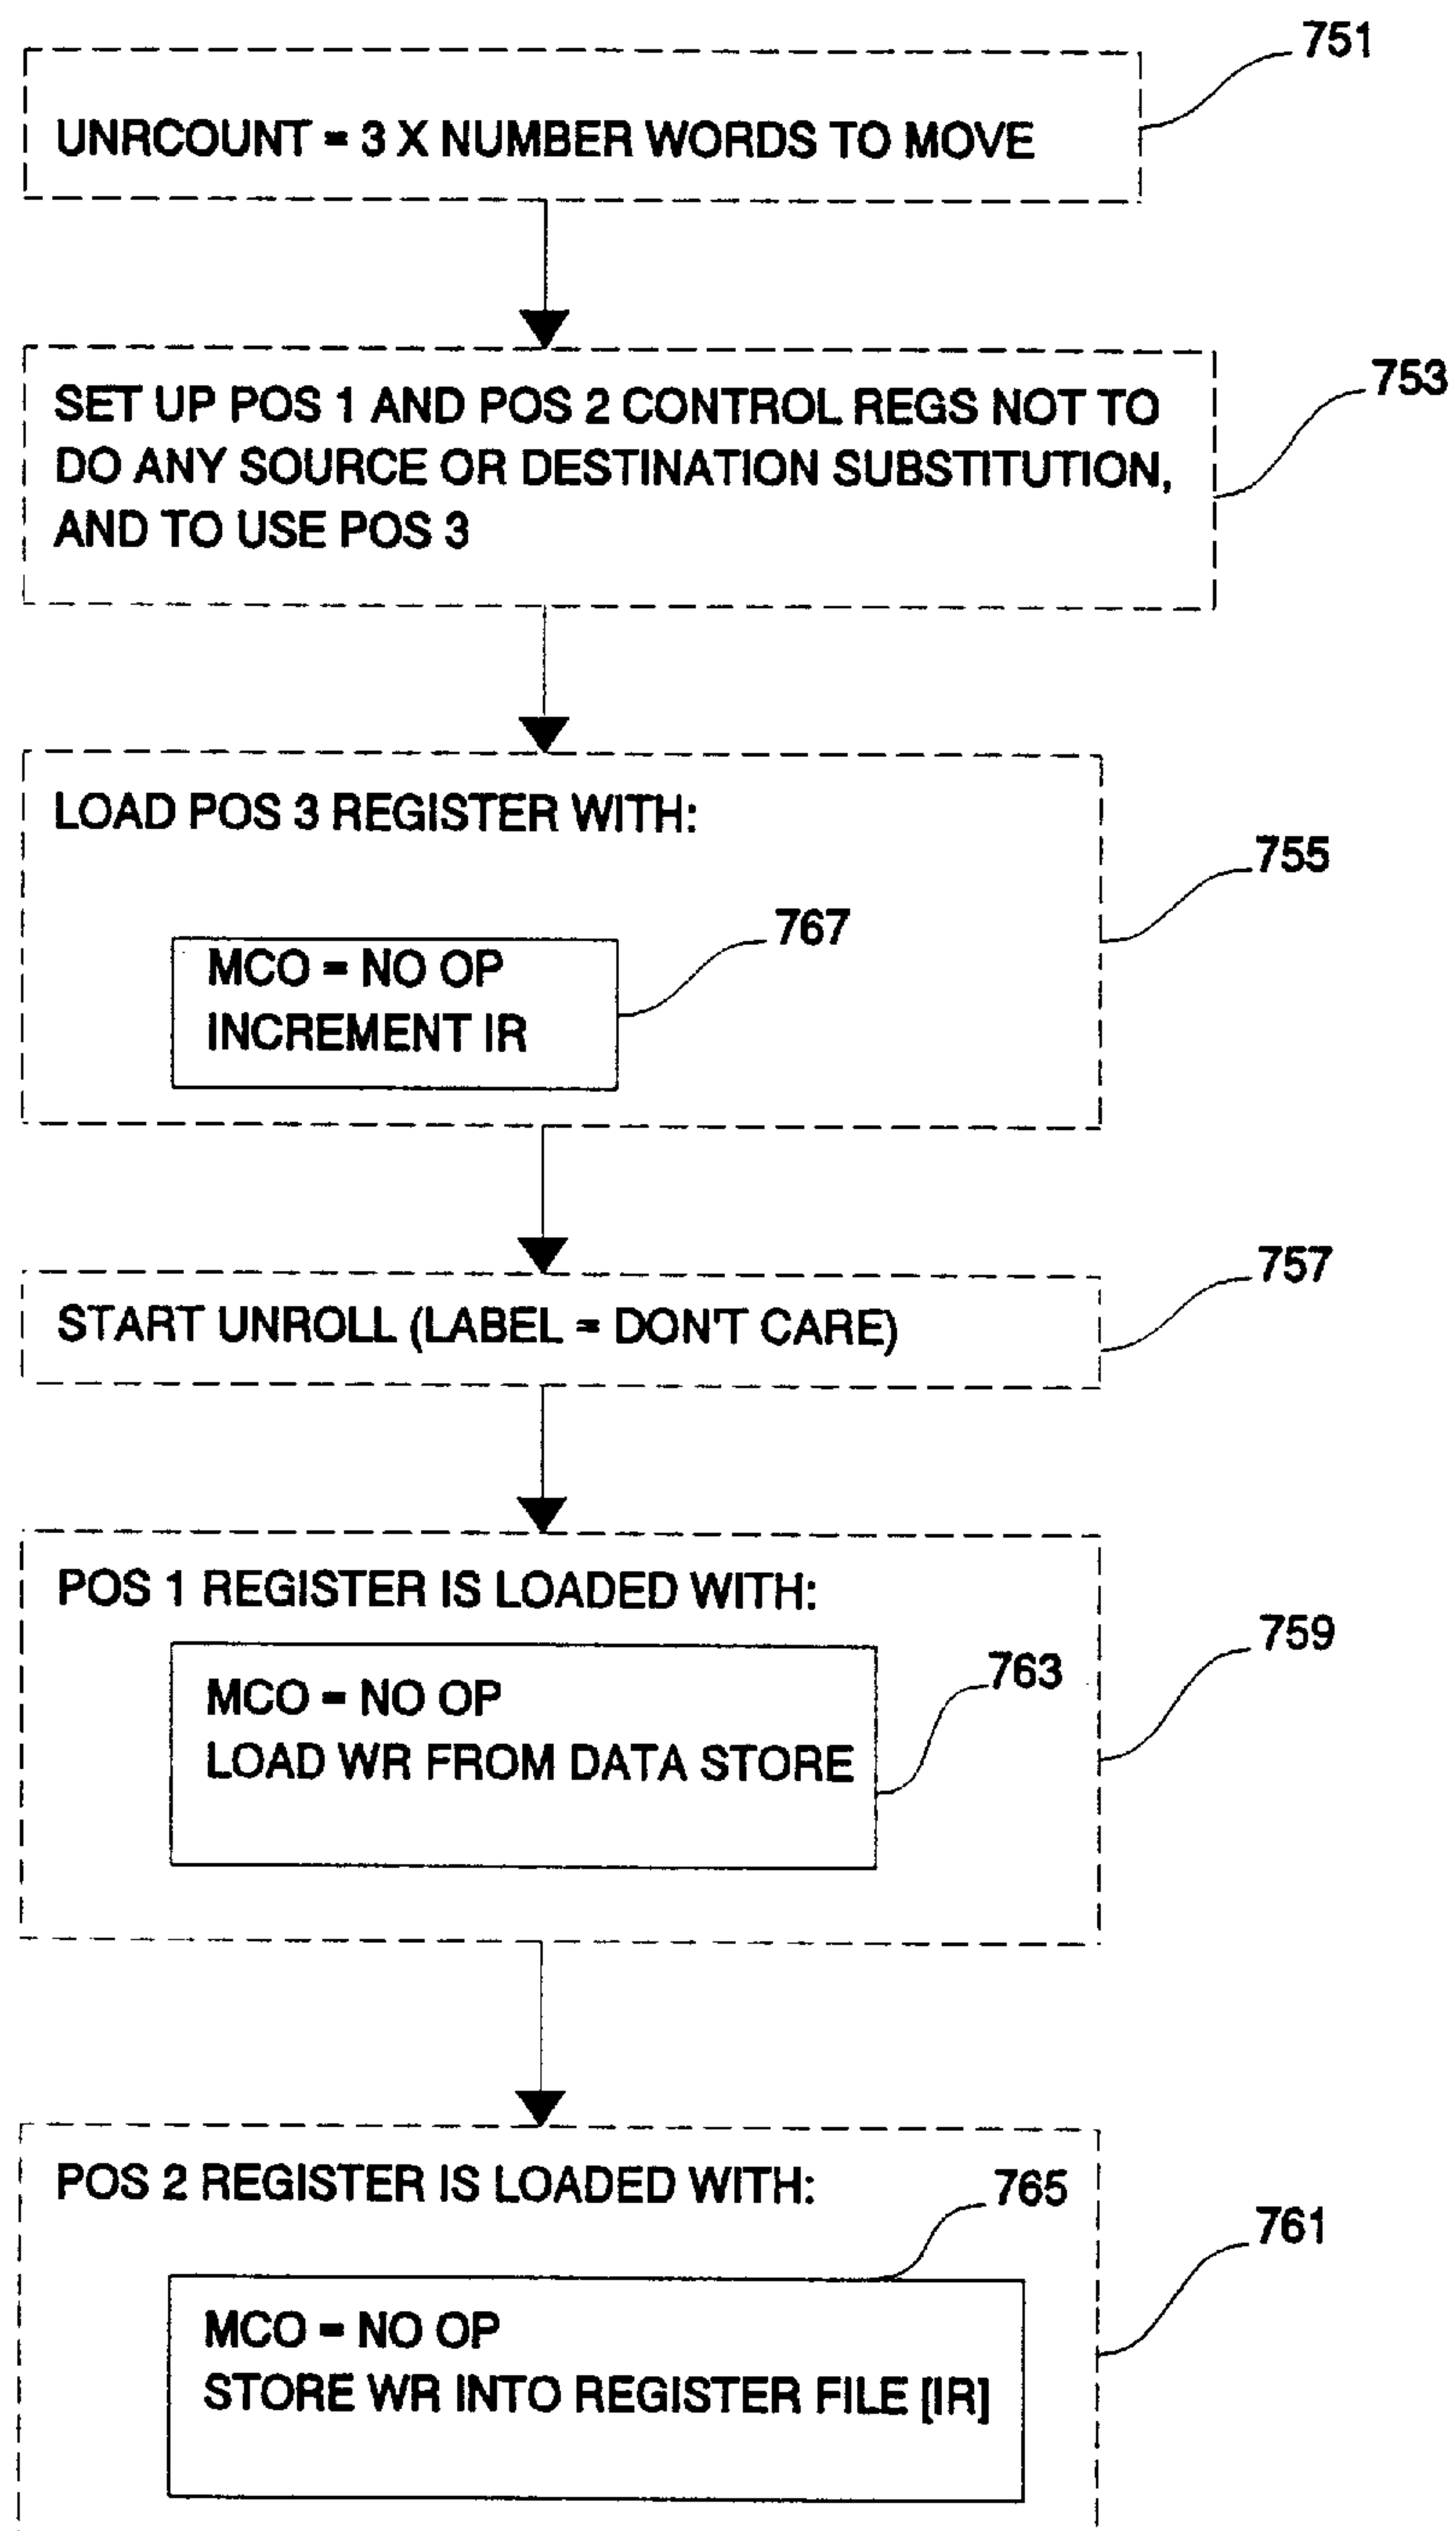 751
UNRCOUNT = 3 X NUMBER WORDS TO MOVE
753
SET UP POS 1 AND POS 2 CONTROL REGS NOT TO
DO ANY SOURCE OR DESTINATION SUBSTITUTION,
AND TO USE POS 3
LOAD POS 3 REGISTER WITH:
755
767
MCO = NO OP
INCREMENT IR
757
START UNROLL (LABEL = DON'T CARE)
POS 1 REGISTER IS LOADED WITH:
759
763
MCO = NO OP
LOAD WR FROM DATA STORE
POS 2 REGISTER IS LOADED WITH:
765
761
MCO = NO OP
STORE WR INTO REGISTER FILE [IR]